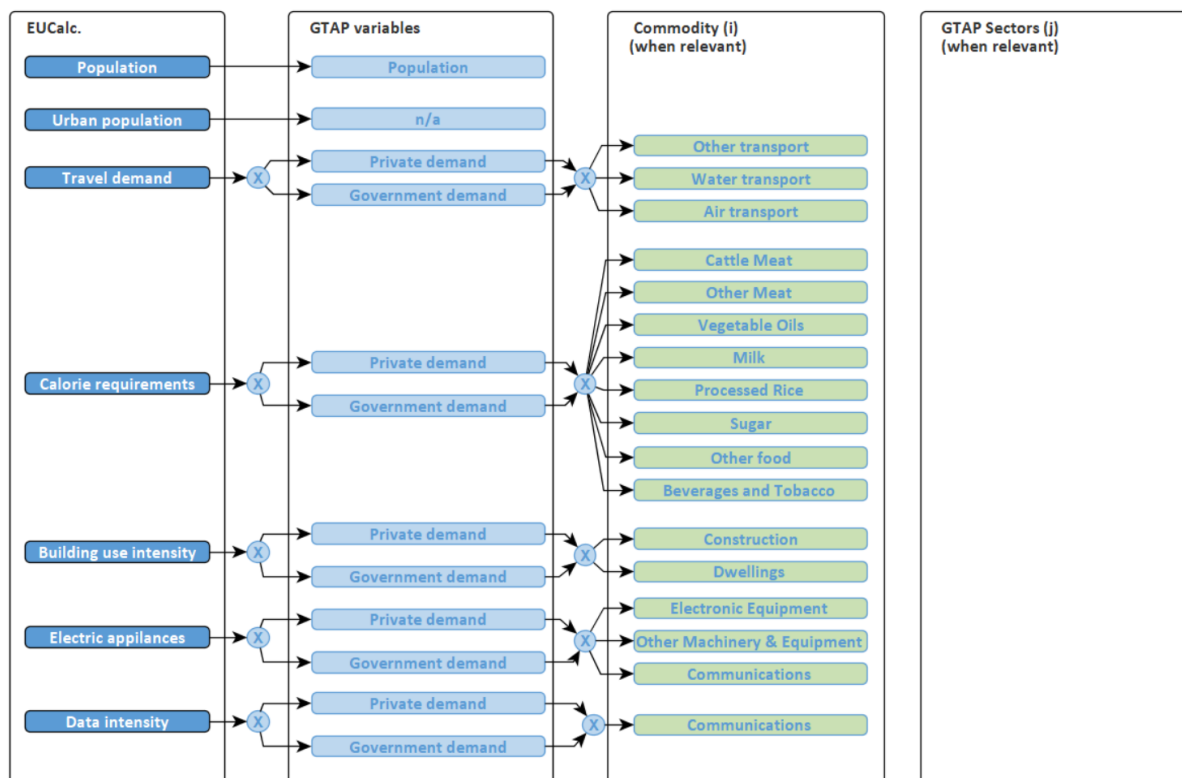 EUCalc.
GTAP variables
Commodity (i)
(when relevant)
GTAP Sectors (j)
(when relevant)
Population
Population
Urban population
n/a
Travel demand
X
Private demand
Government demand
X
Other transport
Water transport
Air transport
Calorie requirements
X
Private demand
Government demand
X
Cattle Meat
Other Meat
Vegetable Oils
Milk
Processed Rice
Sugar
Other food
Beverages and Tobacco
Building use intensity
X
Private demand
Government demand
X
Construction
Dwellings
Electric appilances
X
Private demand
Government demand
X
Electronic Equipment
Other Machinery & Equipment
Communications
Data intensity
X
Private demand
Government demand
X
Communications